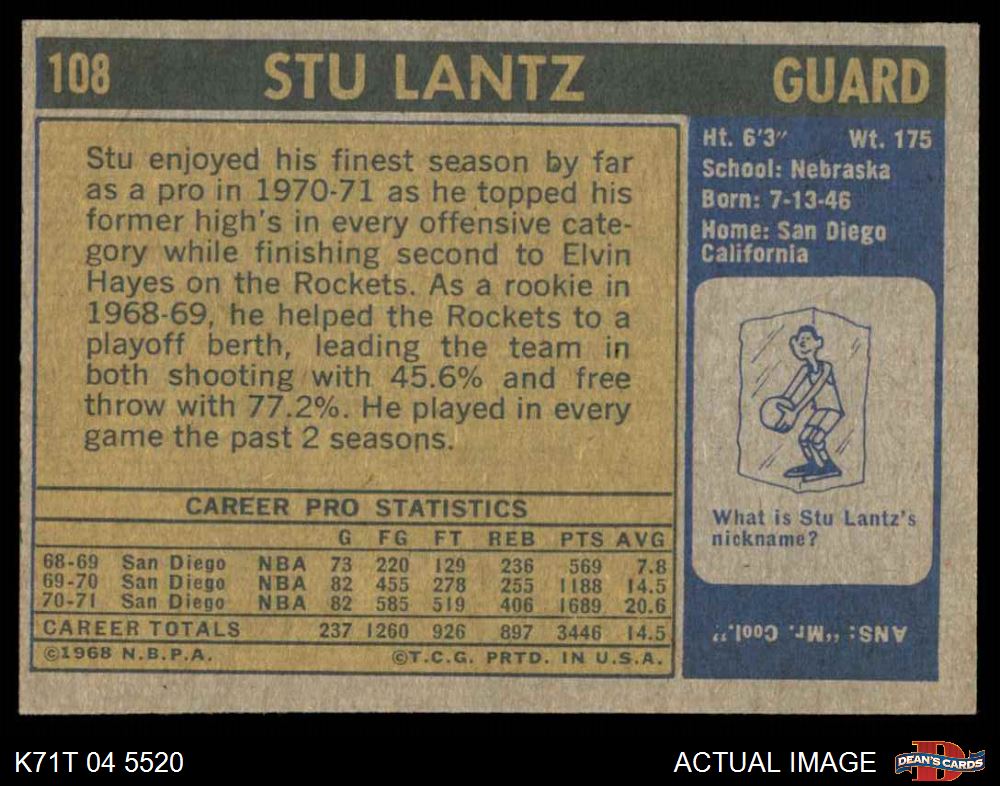 108 STU LANTZ GUARD
Stu enjoyed his finest season by far
as a pro in 1970-71 as he topped his
former high's in every offensive cate-
gory while finishing second to Elvin
Hayes on the Rockets. As a rookie in
1968-69, he helped the Rockets to a
playoff berth, leading the team in
both shooting with 45.6% and free
throw with 77.2%. He played in every
game the past 2 seasons.
CAREER PRO STATISTICS
G FG FT REB PTS AVG
68-69 San Diego NBA 73 220 129 236 569 7.8
69-70 San Diego NBA 82 455 278 255 1188 14.5
70-71 San Diego NBA 82 585 519 406 1689 20.6
CAREER TOTALS 237 1260 926 897 3446 14.5
©1968 N.B.P.A. ©T.C.G. PRTD. IN U.S.A.
Ht. 6'3" Wt. 175
School: Nebraska
Born: 7-13-46
Home: San Diego
California
What is Stu Lantz's
nickname?
ANS: "Mr. Cool."
K71T 04 5520 ACTUAL IMAGE
D
DEAN'S CARDS